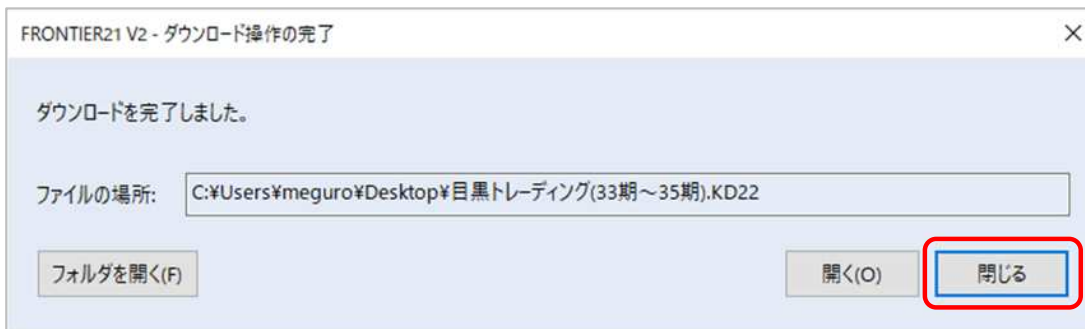 FRONTIER21 V2 - ダウンロード操作の完了
ダウンロードを完了しました。
ファイルの場所: C:¥Users¥meguro¥Desktop¥目黒トレーディング(33期～35期).KD22
フォルダを開く(F) 開く(O) 閉じる